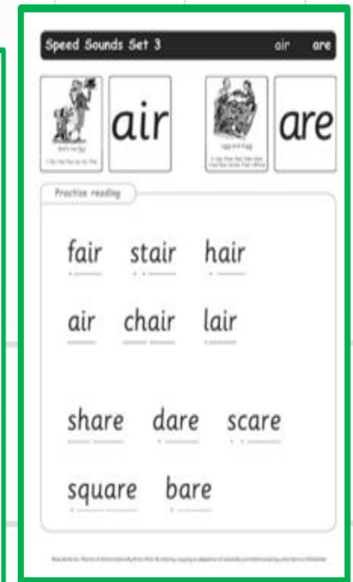 Speed Sounds Set 3 air are
air are
Practise reading
fair stair hair
air chair lair
share dare scare
square bare